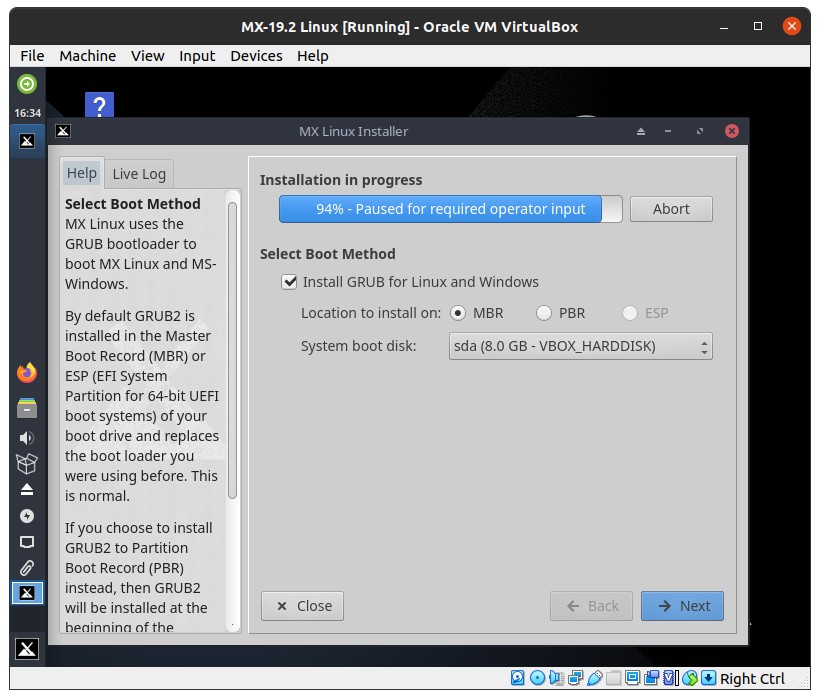 MX-19.2 Linux [Running] - Oracle VM VirtualBox
File Machine View Input Devices Help
16:34
?
MX Linux Installer
Help Live Log
Select Boot Method
MX Linux uses the
GRUB bootloader to
boot MX Linux and MS-
Windows.
By default GRUB2 is
installed in the Master
Boot Record (MBR) or
ESP (EFI System
Partition for 64-bit UEFI
boot systems) of your
boot drive and replaces
the boot loader you
were using before. This
is normal.
If you choose to install
GRUB2 to Partition
Boot Record (PBR)
instead, then GRUB2
will be installed at the
beginning of the
Installation in progress
94% - Paused for required operator input Abort
Select Boot Method
Install GRUB for Linux and Windows
Location to install on: MBR PBR ESP
System boot disk: sda (8.0 GB - VBOX_HARDDISK)
Close Back Next
Right Ctrl